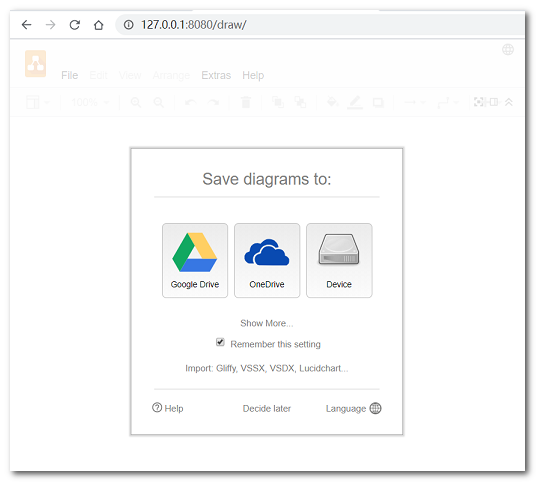 127.0.0.1:8080/draw/
File Edit View Arrange Extras Help
100%
Save diagrams to:
Google Drive OneDrive Device
Show More...
Remember this setting
Import: Gliffy, VSSX, VSDX, Lucidchart...
Help Decide later Language